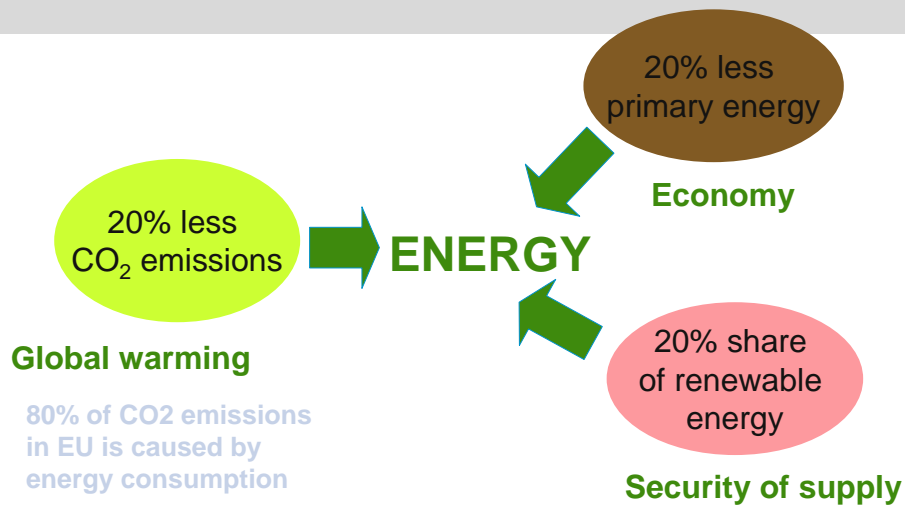 20% less
primary energy
Economy
20% less
CO₂ emissions
ENERGY
Global warming
80% of CO2 emissions
in EU is caused by
energy consumption
20% share
of renewable
energy
Security of supply